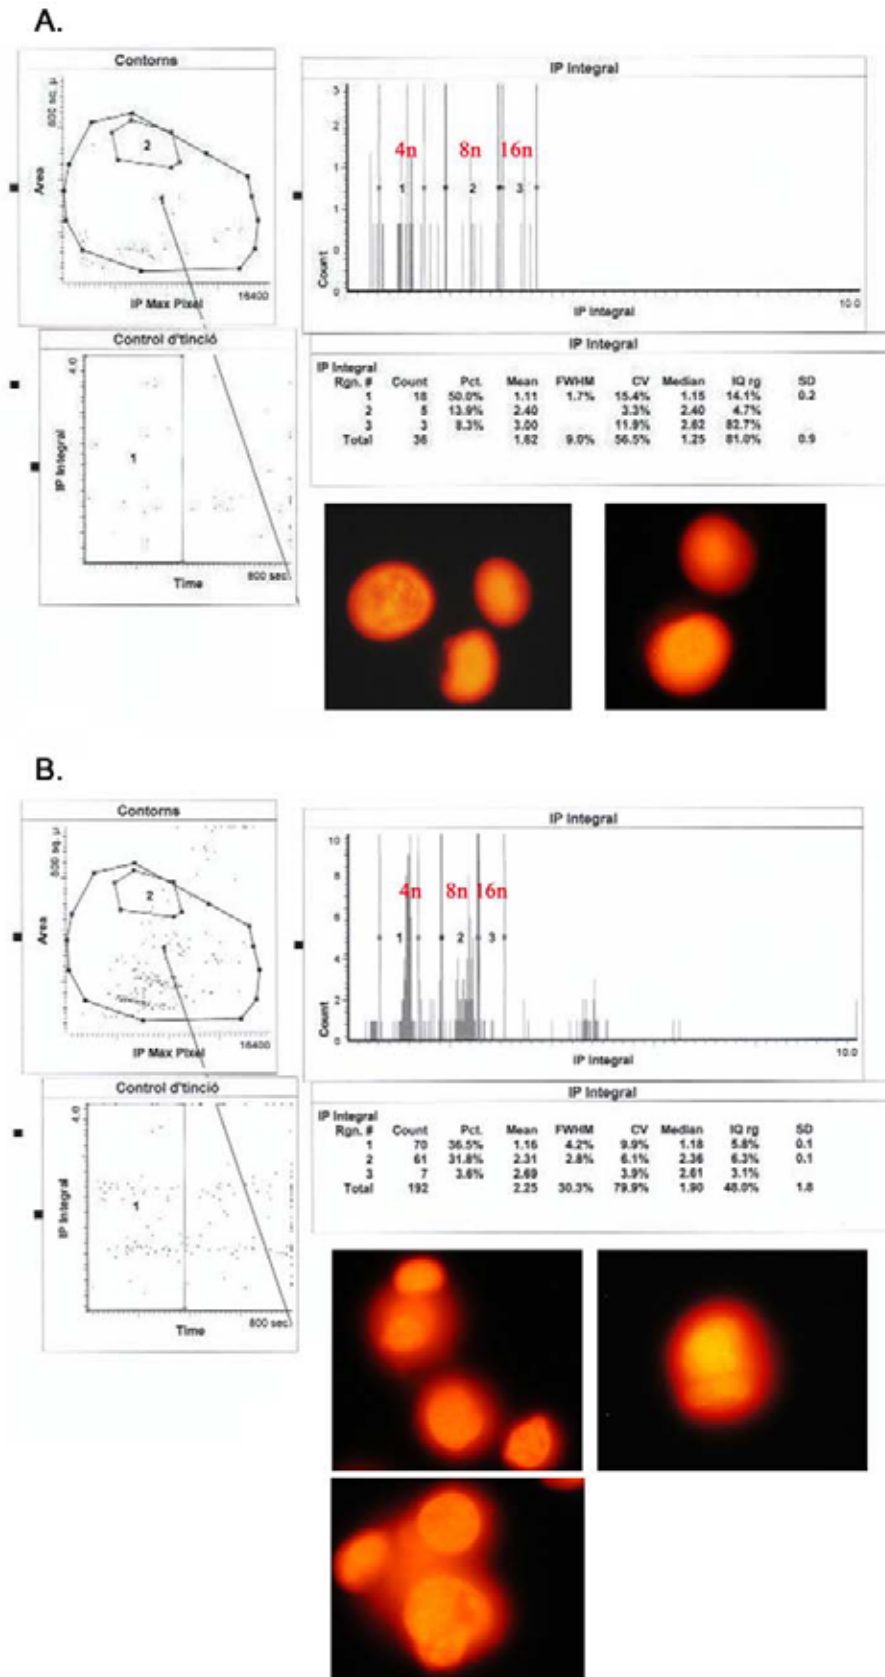 A.
Contorns
800 sq. µ
Area
2
1
IP Max Pixel
16400
IP Integral
Count
4n
8n
16n
1
2
3
0
1
10.0
IP Integral
Control d'tinció
4.0
IP Integral
1
Time
800 sec.
IP Integral
IP Integral
Rgn. # Count Pct. Mean FWHM CV Median IQ rg SD
1 18 50.0% 1.11 1.7% 15.4% 1.15 14.1% 0.2
2 5 13.9% 2.40 3.3% 2.40 4.7%
3 3 8.3% 3.00 11.9% 2.62 82.7%
Total 36 1.62 9.0% 56.5% 1.25 81.0% 0.9
B.
Contorns
Area
2
IP Max Pixel
16400
IP Integral
10
8
2
0
Count
4n
8n
16n
1
2
3
10.0
IP Integral
Control d'tinció
4.0
IP Integral
1
Time
800 sec.
IP Integral
IP Integral
Rgn. # Count Pct. Mean FWHM CV Median IQ rg SD
1 70 36.5% 1.16 4.2% 9.9% 1.18 5.8% 0.1
2 61 31.8% 2.31 2.8% 6.1% 2.36 6.3% 0.1
3 7 3.6% 2.69 3.9% 2.61 3.1%
Total 192 2.25 30.3% 79.9% 1.90 48.0% 1.8